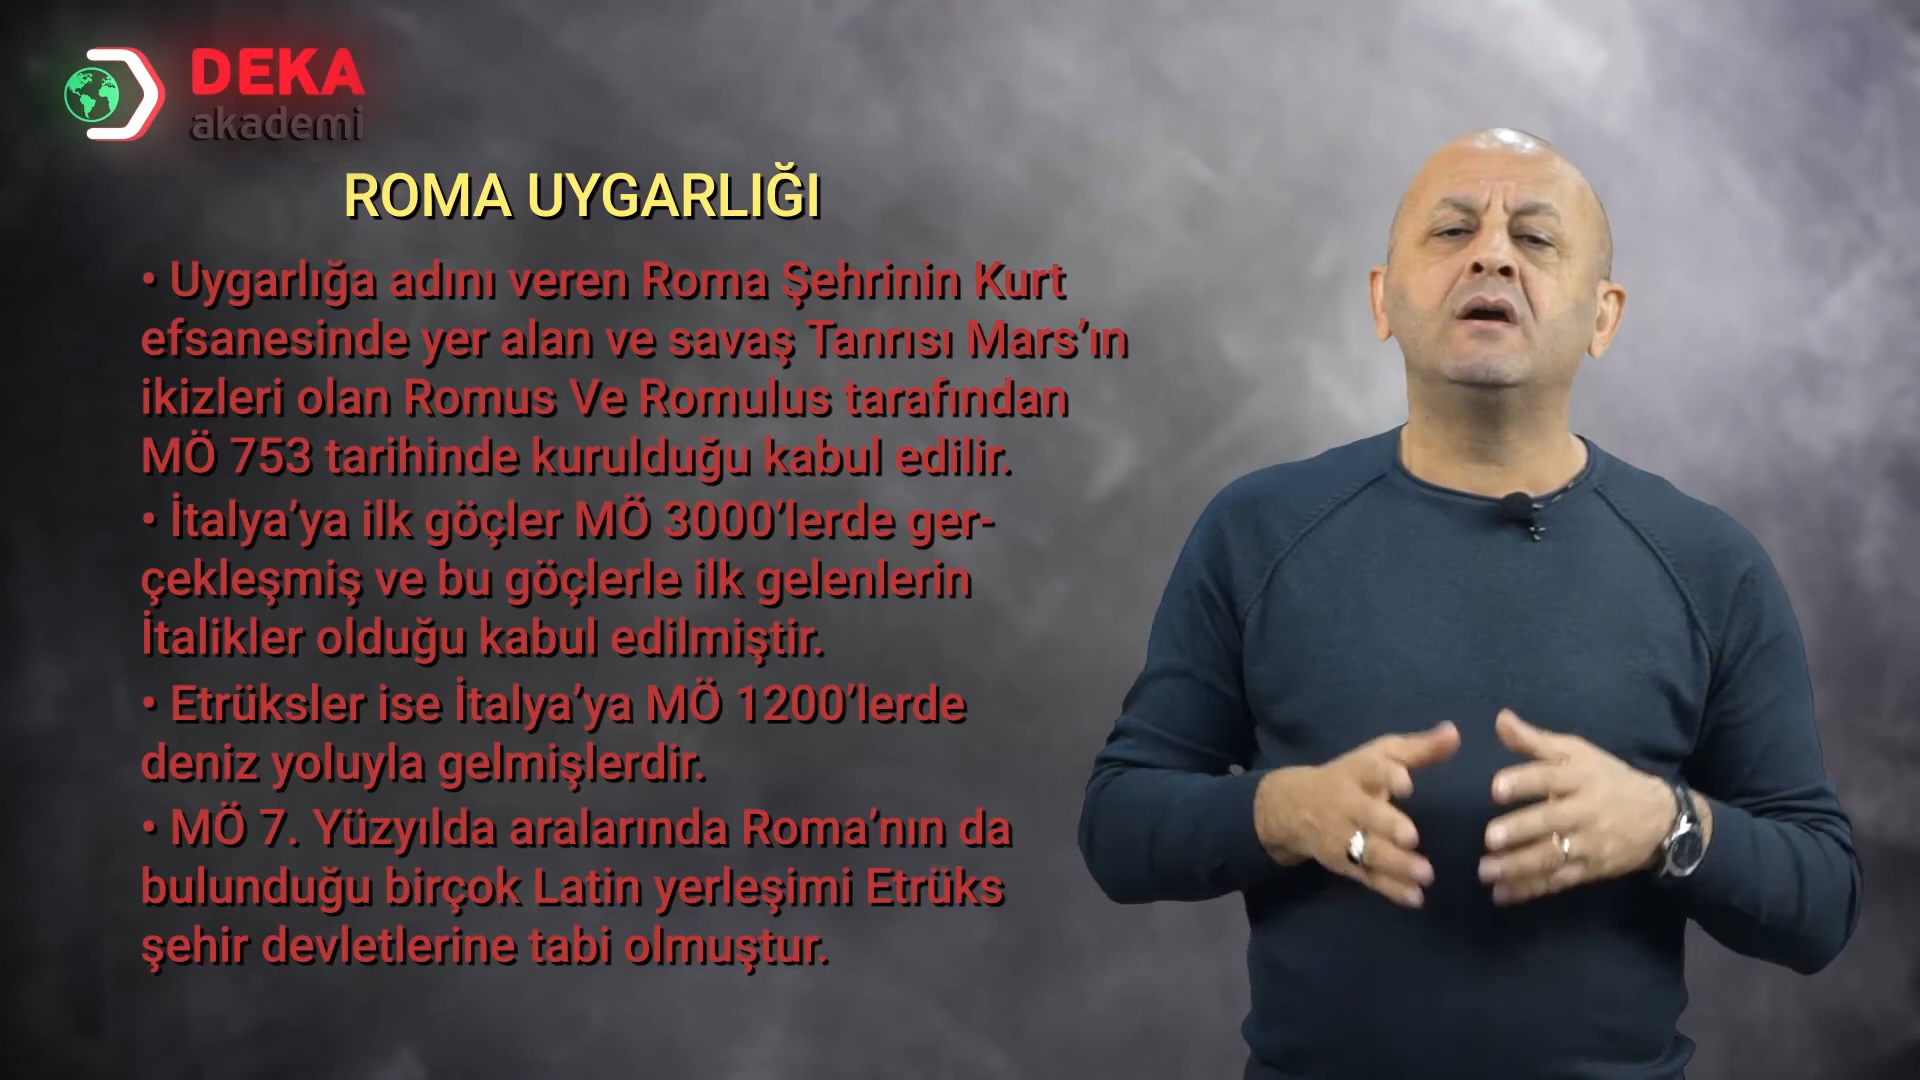 DEKA
akademi
ROMA UYGARLIĞI
• Uygarlığa adını veren Roma Şehrinin Kurt
efsanesinde yer alan ve savaş Tanrısı Mars’ın
ikizleri olan Romus Ve Romulus tarafından
MÖ 753 tarihinde kurulduğu kabul edilir.
• İtalya’ya ilk göçler MÖ 3000’lerde ger-
çekleşmiş ve bu göçlerle ilk gelenlerin
İtalikler olduğu kabul edilmiştir.
• Etrüksler ise İtalya’ya MÖ 1200’lerde
deniz yoluyla gelmişlerdir.
• MÖ 7. Yüzyılda aralarında Roma’nın da
bulunduğu birçok Latin yerleşimi Etrüks
şehir devletlerine tabi olmuştur.